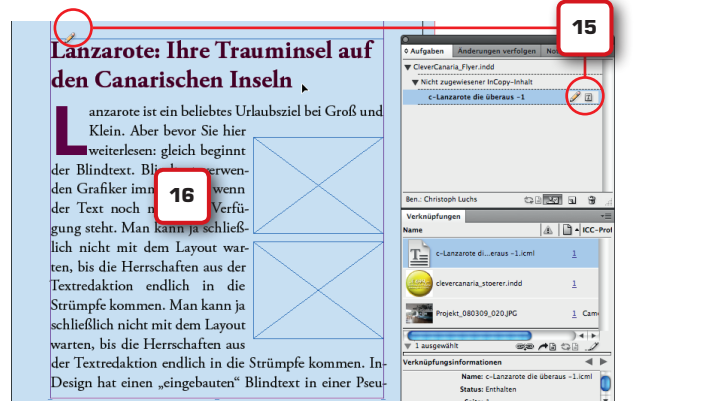 15
Lanzarote: Ihre Trauminsel auf
den Canarischen Inseln
Lanzarote ist ein beliebtes Urlaubsziel bei Groß und
Klein. Aber bevor Sie hier
weiterlesen: gleich beginnt
der Blindtext. verwen-
den Grafiker wenn
der Text noch Verfü-
gung steht. Man kann ja schließ-
lich nicht mit dem Layout war-
ten, bis die Herrschaften aus der
Textredaktion endlich in die
Strümpfe kommen. Man kann ja
schließlich nicht mit dem Layout
warten, bis die Herrschaften aus
der Textredaktion endlich in die Strümpfe kommen. In-
Design hat einen „eingebauten“ Blindtext in einer Pseu-
16
Aufgaben Änderungen verfolgen
CleverCanaria_Flyer.indd
Nicht zugewiesener InCopy-Inhalt
c-Lanzarote die überaus -1
Ben.: Christoph Luchs
Verknüpfungen
Name ICC-Prof
c-Lanzarote di...eraus -1.icml 1
clevercanaria_stoerer.indd 1
Projekt_080309_020.JPG 1 Cam
1 ausgewählt
Verknüpfungsinformationen
Name: c-Lanzarote die überaus -1.icml
Status: Enthalten